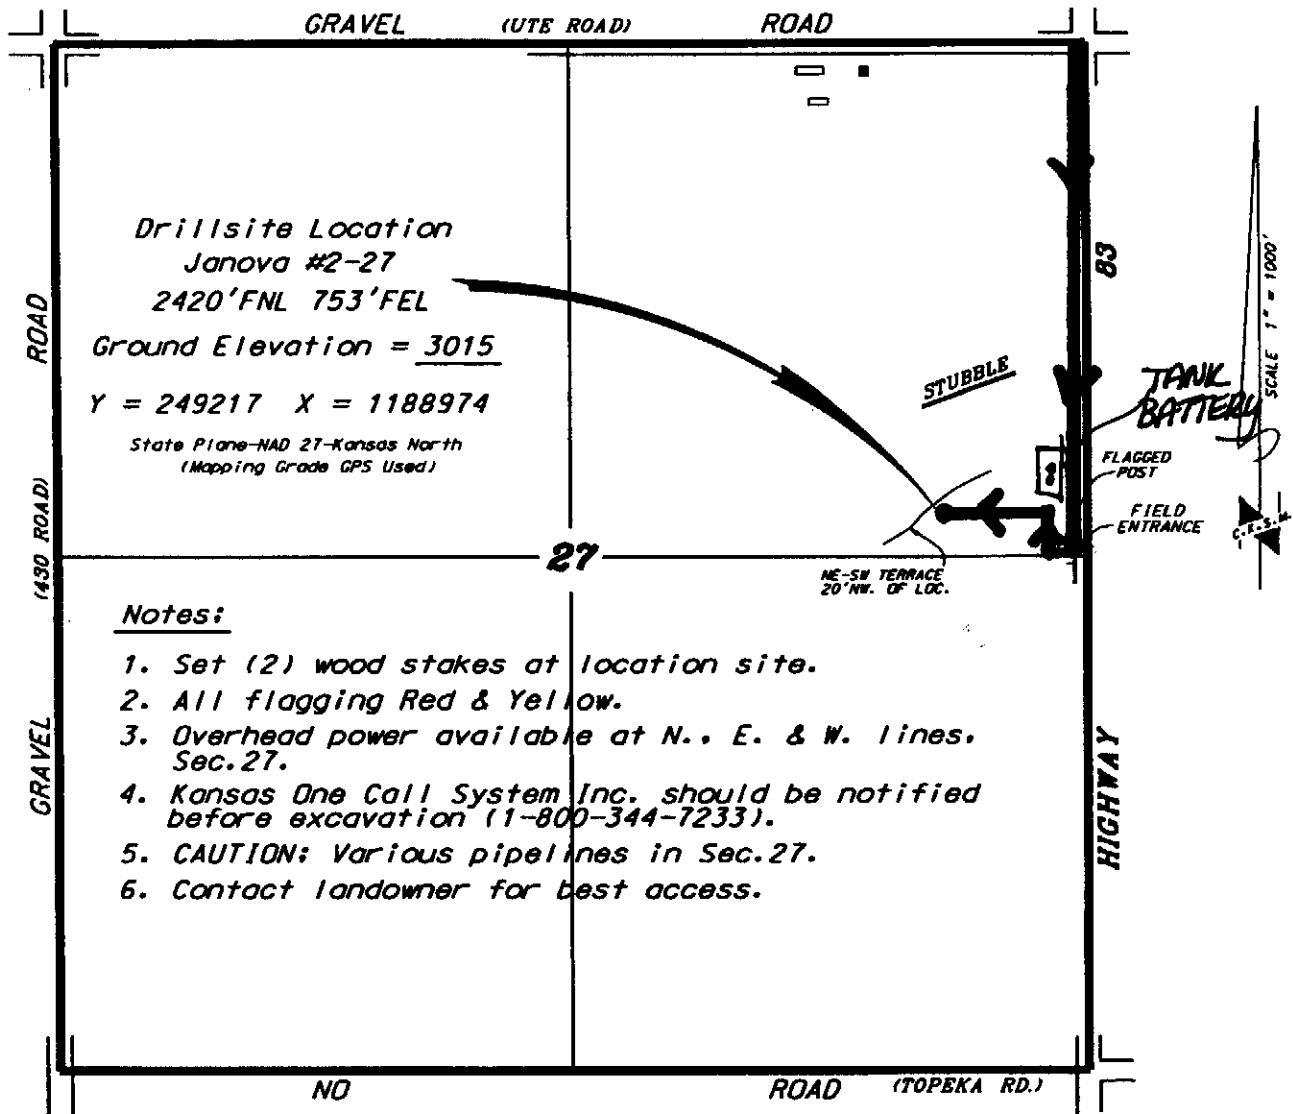 GRAVEL (UTE ROAD) ROAD
Drillsite Location
Janova #2-27
2420'FNL 753'FEL
Ground Elevation = 3015
Y = 249217 X = 1188974
State Plane-NAD 27-Kansas North
(Mapping Grade GPS Used)
STUBBLE
83
SCALE 1" = 1000'
TANK
BATTERY
FLAGGED
POST
FIELD
ENTRANCE
C.K.S.M.
ROAD
(430 ROAD)
GRAVEL
27
NE-SW TERRACE
20'NW. OF LOC.
Notes:
1. Set (2) wood stakes at location site.
2. All flagging Red & Yellow.
3. Overhead power available at N., E. & W. lines,
Sec.27.
4. Kansas One Call System Inc. should be notified
before excavation (1-800-344-7233).
5. CAUTION: Various pipelines in Sec.27.
6. Contact landowner for best access.
HIGHWAY
NO ROAD (TOPEKA RD.)